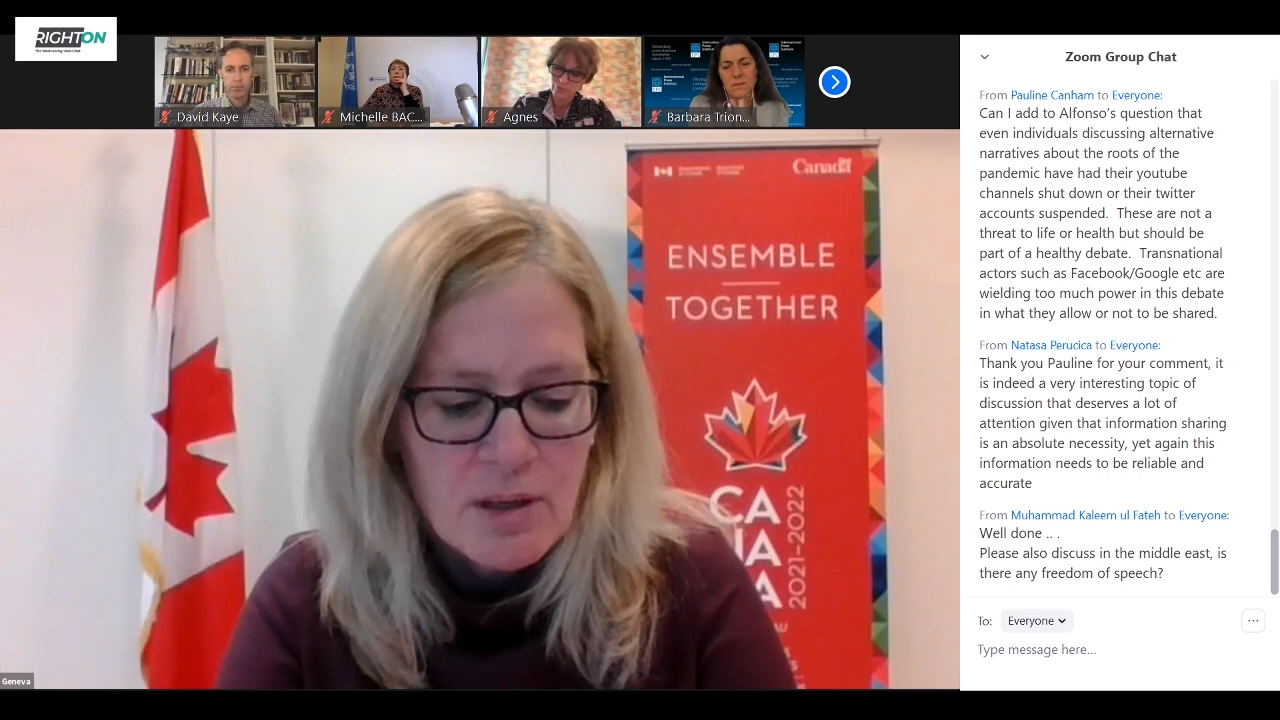 RIGHTON
The Wednesday Web Chat
David Kaye
Michelle BAC...
Agnes
Barbara Trion...
Canada
ENSEMBLE
TOGETHER
CA
NA
DA
2021-2022
Geneva
Zoom Group Chat
From Pauline Canham to Everyone:
Can I add to Alfonso's question that
even individuals discussing alternative
narratives about the roots of the
pandemic have had their youtube
channels shut down or their twitter
accounts suspended. These are not a
threat to life or health but should be
part of a healthy debate. Transnational
actors such as Facebook/Google etc are
wielding too much power in this debate
in what they allow or not to be shared.
From Natasa Perucica to Everyone:
Thank you Pauline for your comment, it
is indeed a very interesting topic of
discussion that deserves a lot of
attention given that information sharing
is an absolute necessity, yet again this
information needs to be reliable and
accurate
From Muhammad Kaleem ul Fateh to Everyone:
Well done .. .
Please also discuss in the middle east, is
there any freedom of speech?
To: Everyone
Type message here...